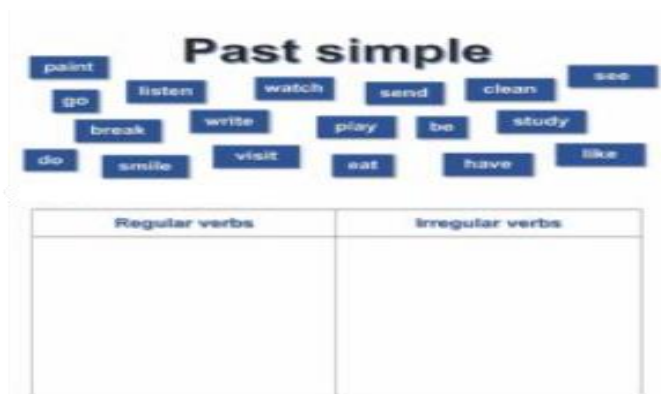 Past simple
paint
see
listen
watch
send
clean
go
break
write
play
be
study
do
smile
visit
eat
have
like
Regular verbs
Irregular verbs